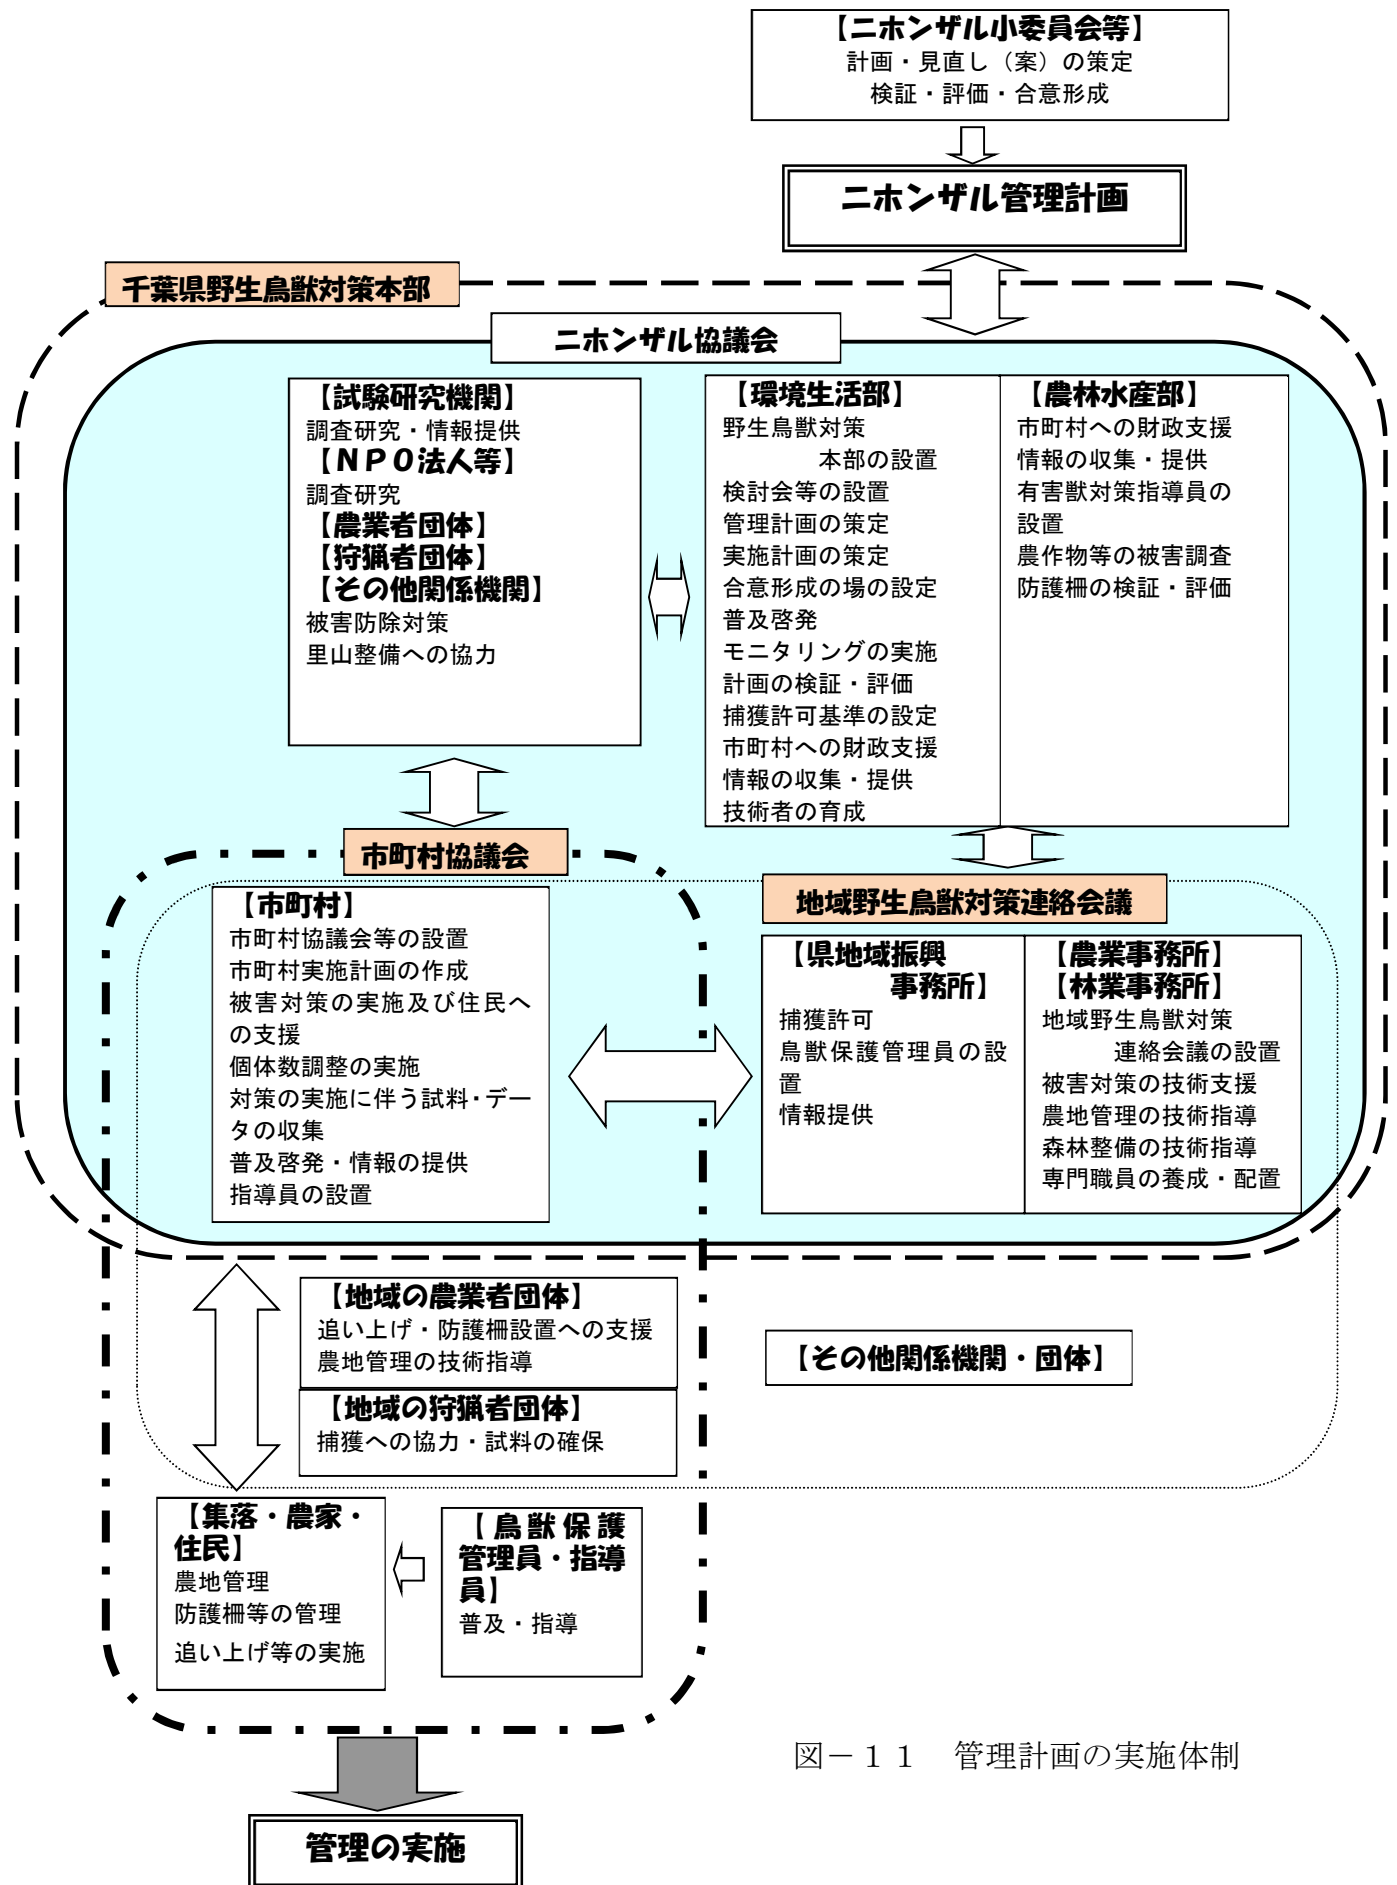 【ニホンザル小委員会等】
計画・見直し（案）の策定
検証・評価・合意形成
ニホンザル管理計画
千葉県野生鳥獣対策本部
ニホンザル協議会
【試験研究機関】
調査研究・情報提供
【ＮＰＯ法人等】
調査研究
【農業者団体】
【狩猟者団体】
【その他関係機関】
被害防除対策
里山整備への協力
【環境生活部】
野生鳥獣対策
本部の設置
検討会等の設置
管理計画の策定
実施計画の策定
合意形成の場の設定
普及啓発
モニタリングの実施
計画の検証・評価
捕獲許可基準の設定
市町村への財政支援
情報の収集・提供
技術者の育成
【農林水産部】
市町村への財政支援
情報の収集・提供
有害獣対策指導員の
設置
農作物等の被害調査
防護柵の検証・評価
市町村協議会
【市町村】
市町村協議会等の設置
市町村実施計画の作成
被害対策の実施及び住民へ
の支援
個体数調整の実施
対策の実施に伴う試料・デー
タの収集
普及啓発・情報の提供
指導員の設置
地域野生鳥獣対策連絡会議
【県地域振興
事務所】
捕獲許可
鳥獣保護管理員の設
置
情報提供
【農業事務所】
【林業事務所】
地域野生鳥獣対策
連絡会議の設置
被害対策の技術支援
農地管理の技術指導
森林整備の技術指導
専門職員の養成・配置
【地域の農業者団体】
追い上げ・防護柵設置への支援
農地管理の技術指導
【地域の狩猟者団体】
捕獲への協力・試料の確保
【その他関係機関・団体】
【集落・農家・
住民】
農地管理
防護柵等の管理
追い上げ等の実施
【鳥獣保護
管理員・指導
員】
普及・指導
図－１１　管理計画の実施体制
管理の実施